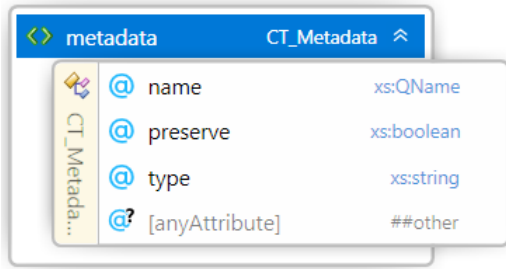 metadata CT_Metadata
CT_Metada...
name xs:QName
preserve xs:boolean
type xs:string
[anyAttribute] ##other